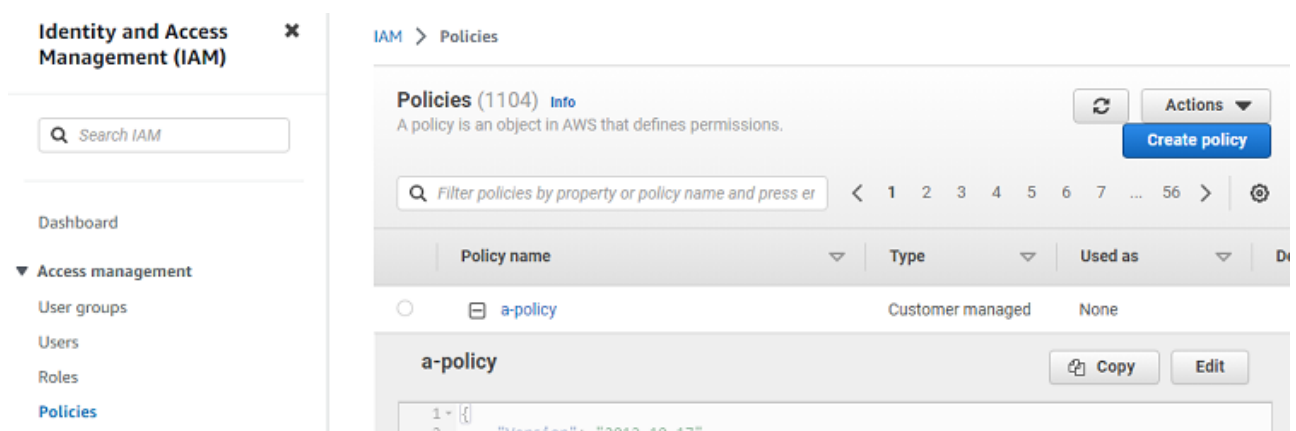 Identity and Access
Management (IAM)
Search IAM
Dashboard
Access management
User groups
Users
Roles
Policies
IAM > Policies
Policies (1104) Info
A policy is an object in AWS that defines permissions.
Actions
Create policy
Filter policies by property or policy name and press er
1 2 3 4 5 6 7 ... 56
Policy name Type Used as De
a-policy Customer managed None
a-policy Copy Edit
1 {